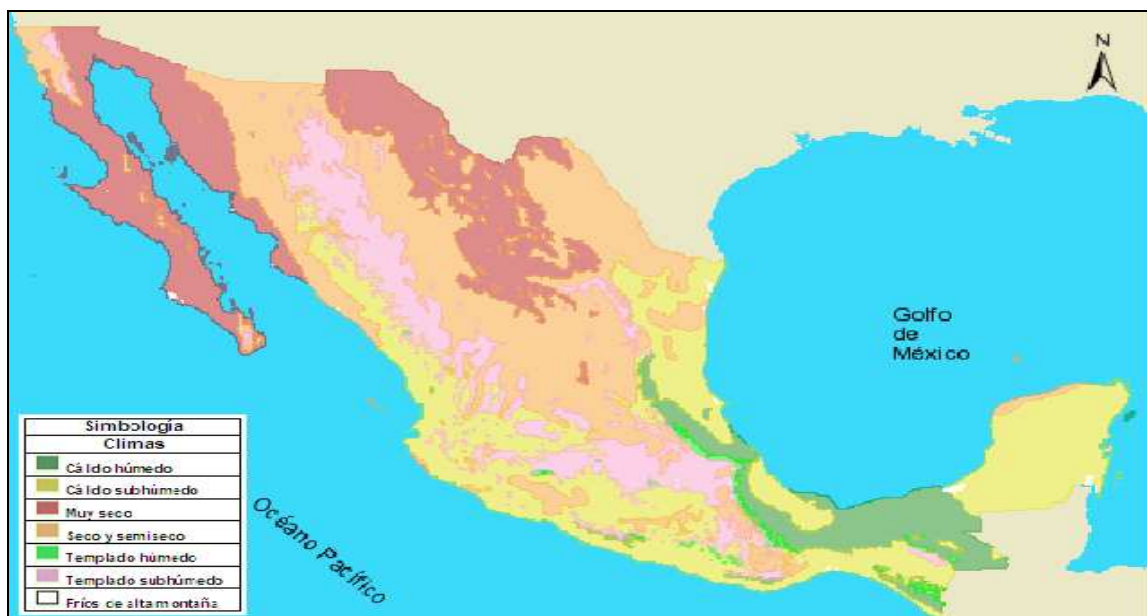 N
Golfo
de
México
Océano Pacífico
Simbología
Climas
Cálido húmedo
Cálido subhúmedo
Muy seco
Seco y semiseco
Templado húmedo
Templado subhúmedo
Fríos de alta montaña